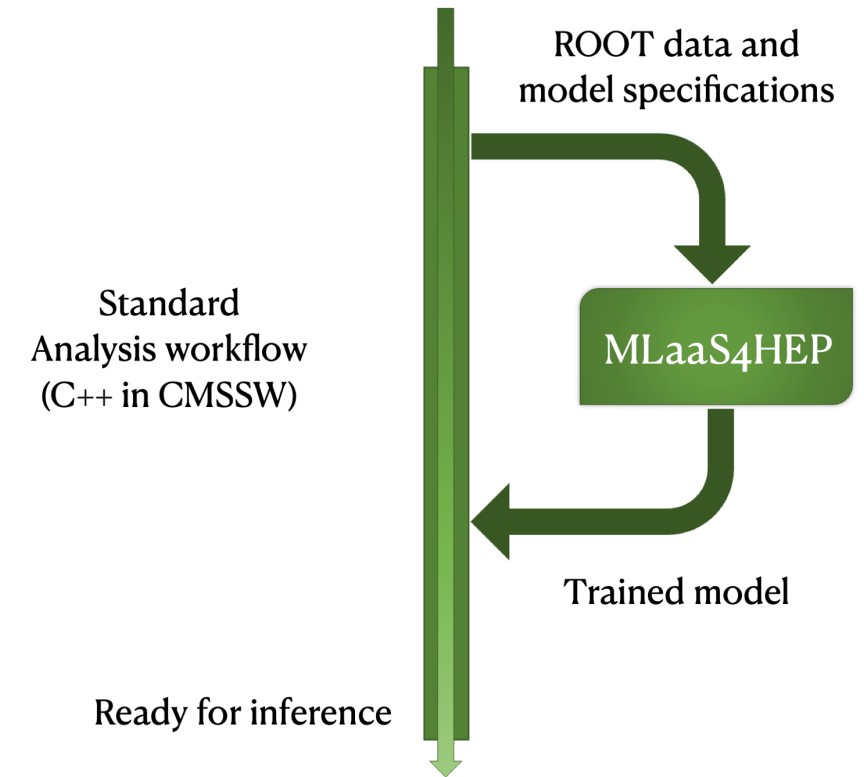 ROOT data and
model specifications
Standard
Analysis workflow
(C++ in CMSSW)
MLaaS4HEP
Trained model
Ready for inference